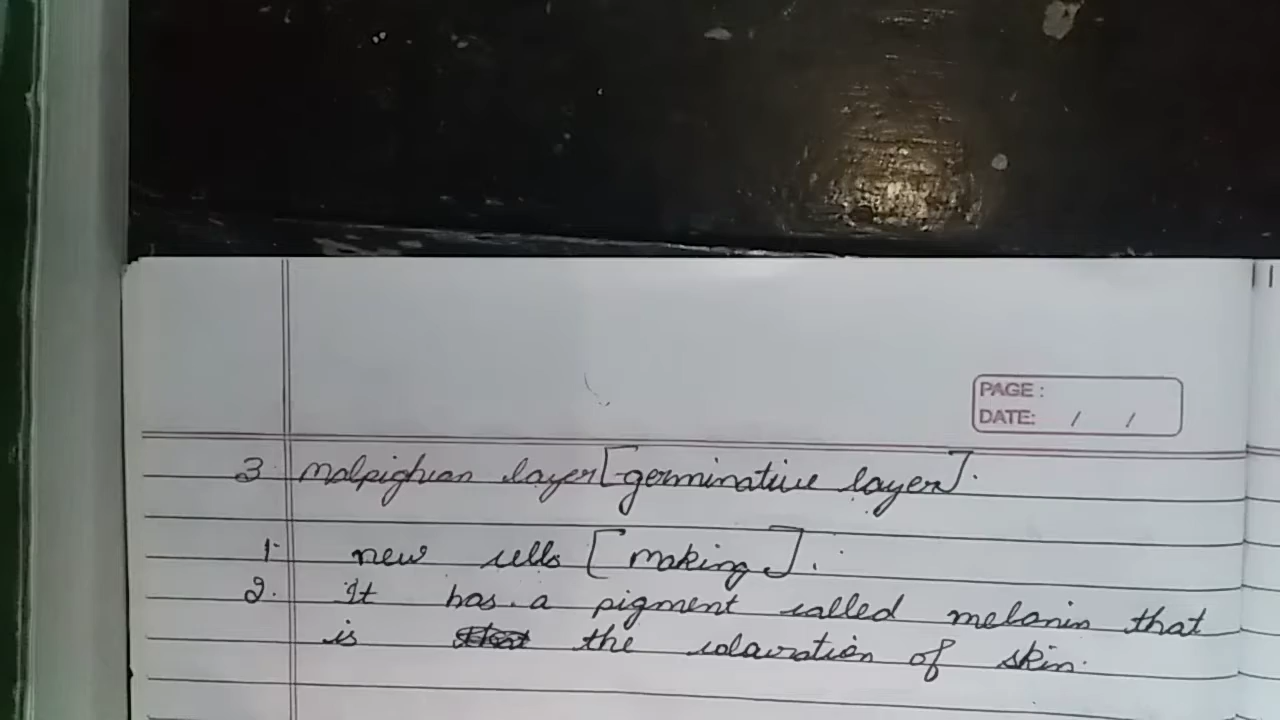 PAGE:
DATE: / /
3. Malpighian layer [germinative layer].
1. new cells [making].
2. It has a pigment called melanin that
is the colouration of skin.